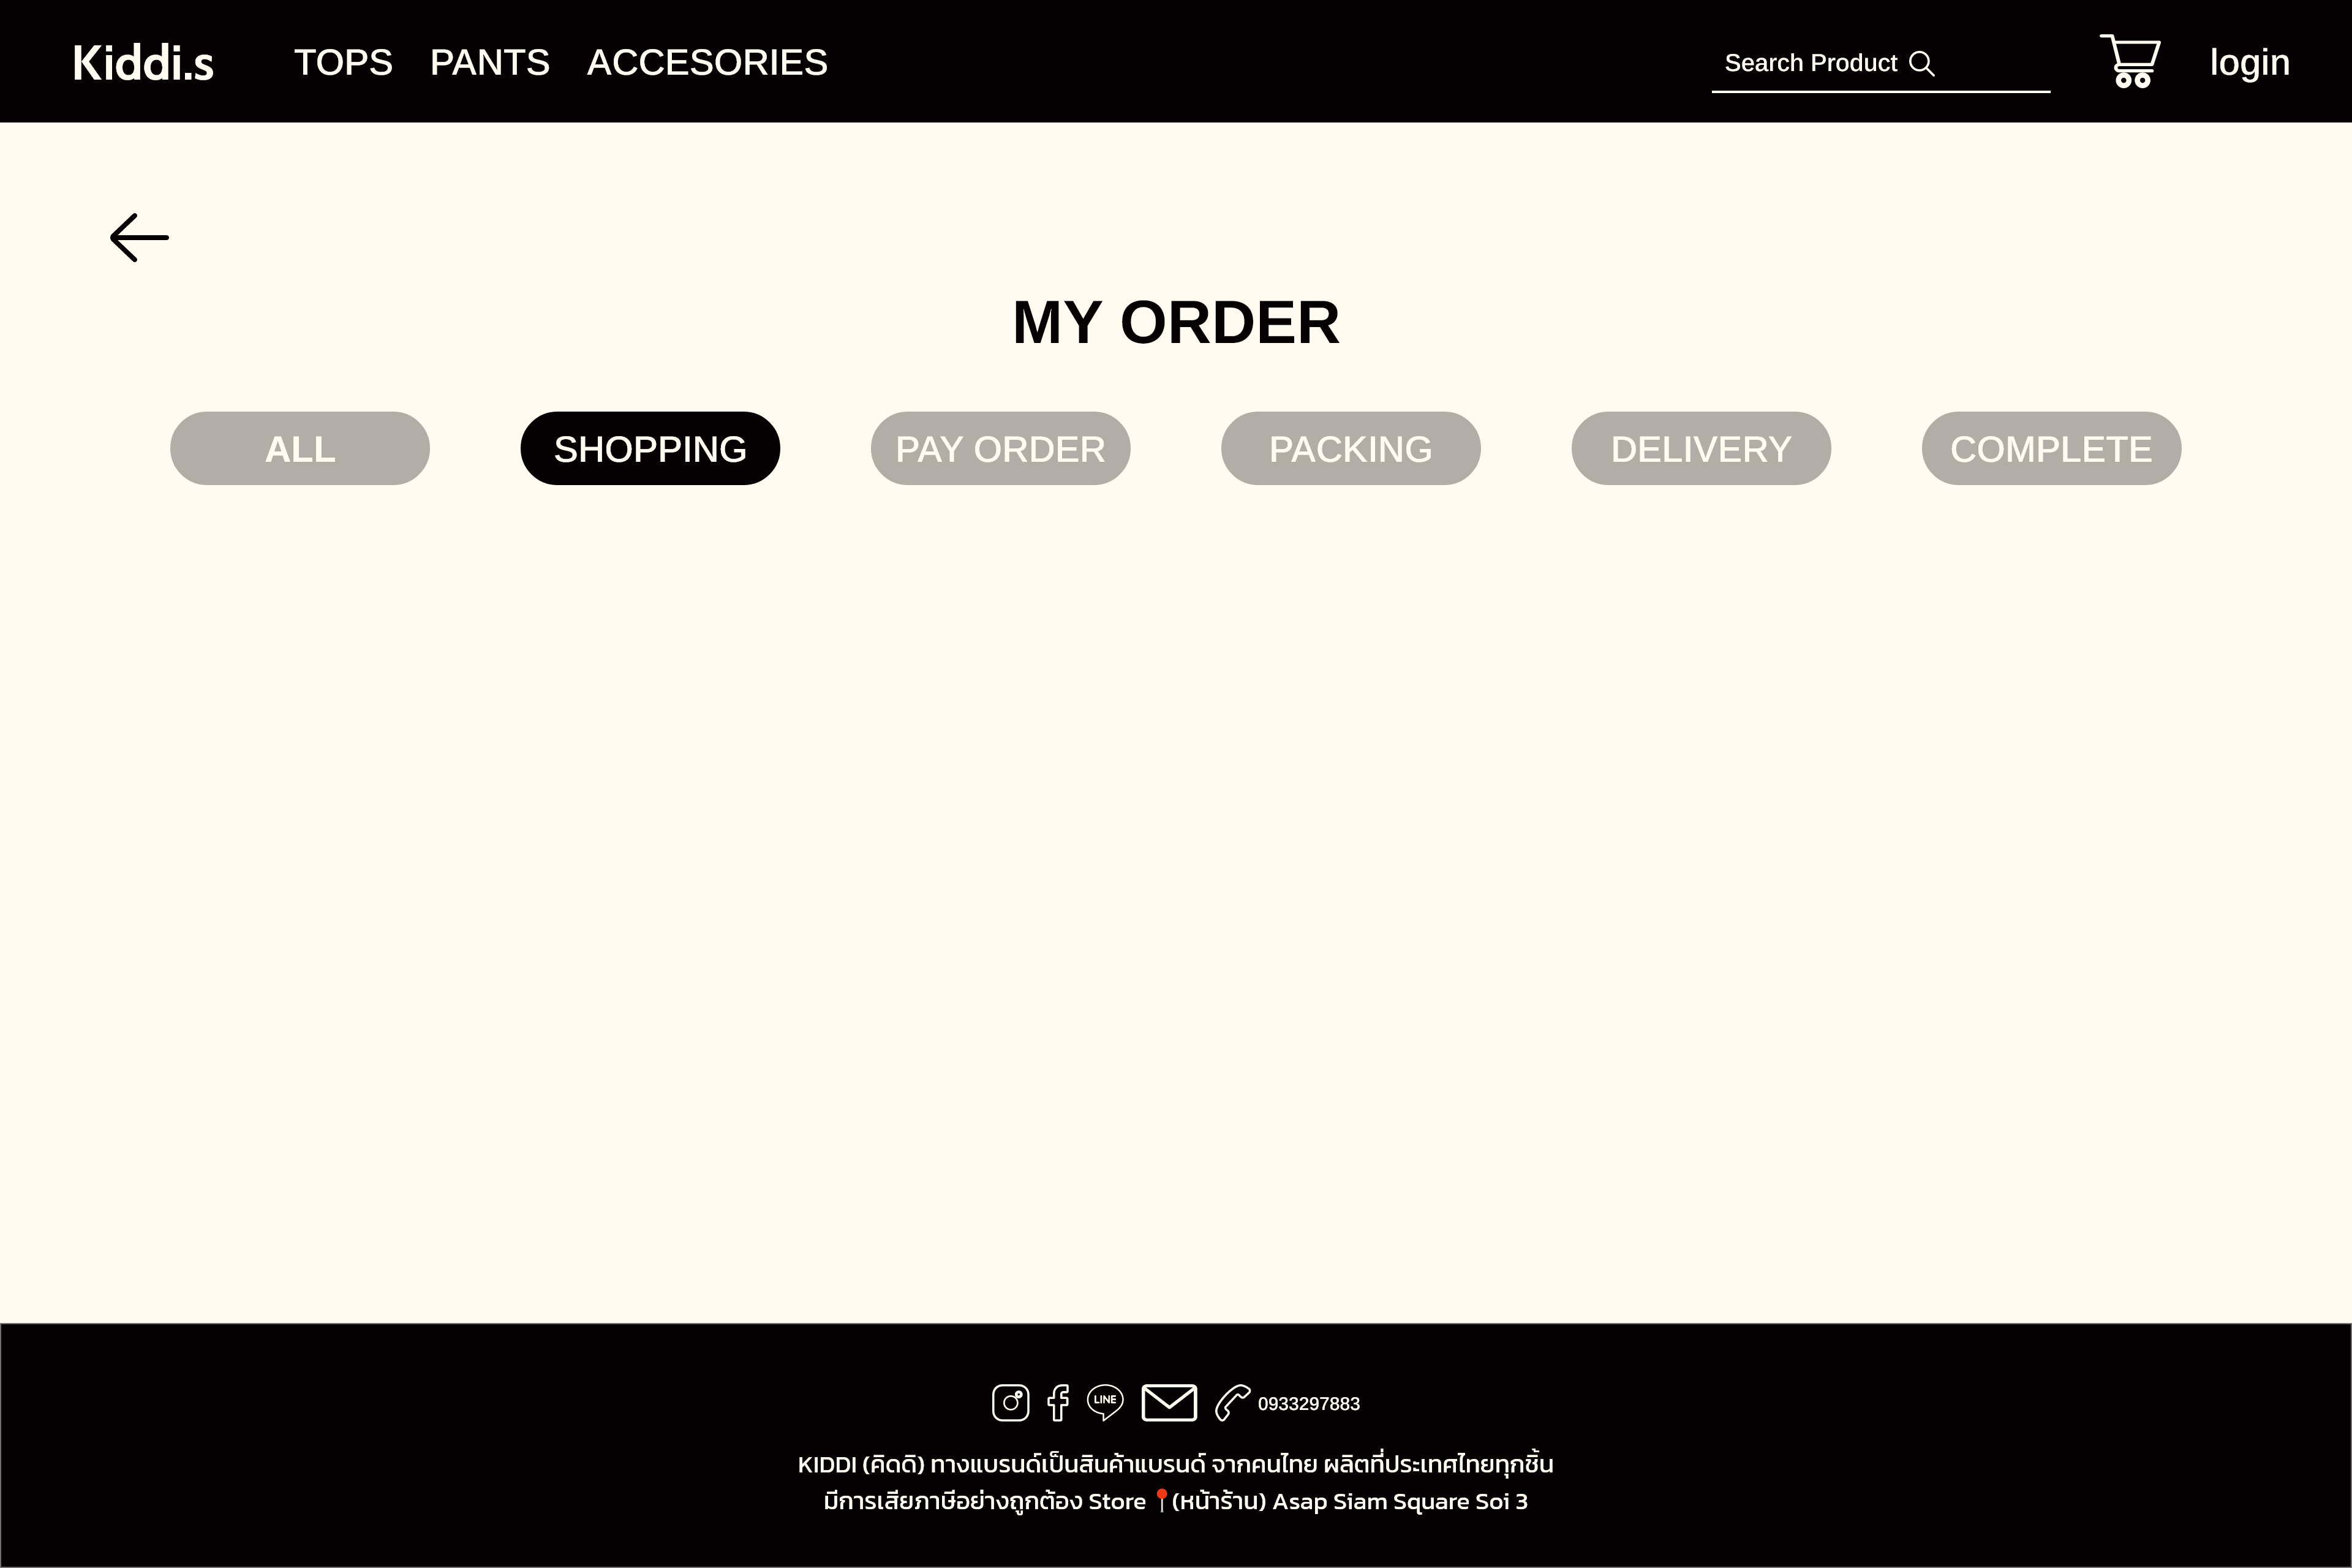 Kiddi.s TOPS PANTS ACCESORIES Search Product login
MY ORDER
ALL SHOPPING PAY ORDER PACKING DELIVERY COMPLETE
LINE 0933297883
KIDDI (คิดดิ) ทางแบรนด์เป็นสินค้าแบรนด์ จากคนไทย ผลิตที่ประเทศไทยทุกชิ้น
มีการเสียภาษีอย่างถูกต้อง Store 📍(หน้าร้าน) Asap Siam Square Soi 3